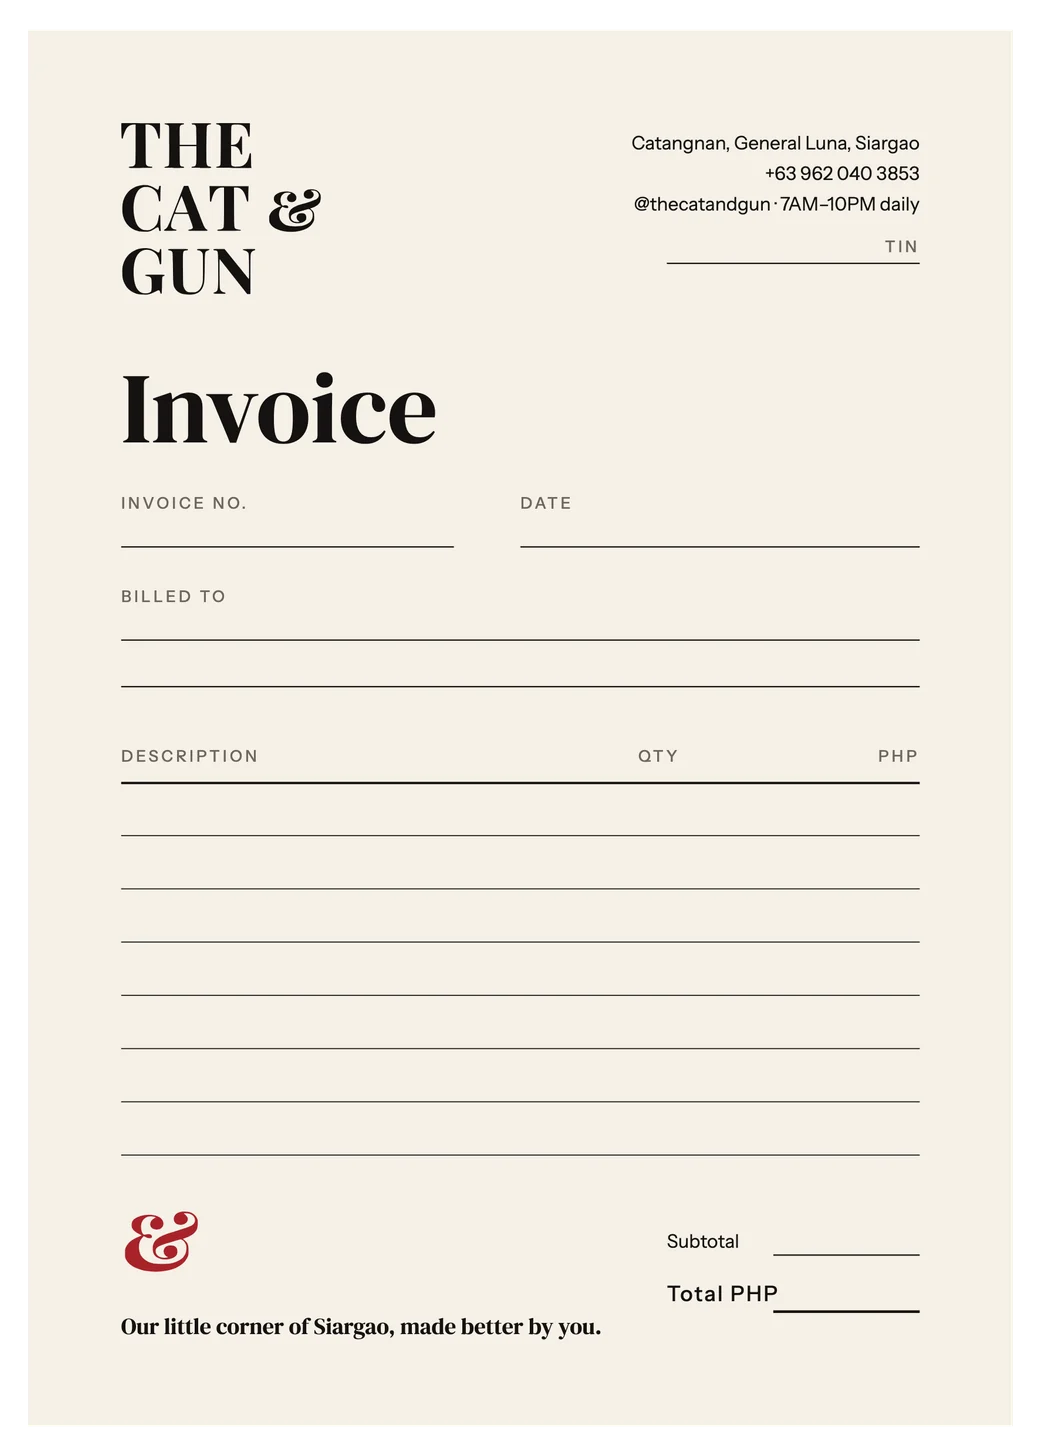 THE
CAT &
GUN
Catangnan, General Luna, Siargao
+63 962 040 3853
@thecatandgun · 7AM–10PM daily
TIN
Invoice
INVOICE NO.
DATE
BILLED TO
DESCRIPTION QTY PHP
&
Subtotal
Total PHP
Our little corner of Siargao, made better by you.